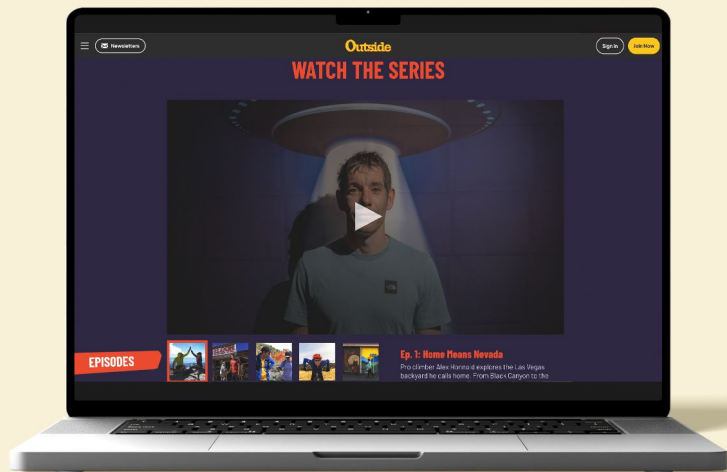 Newsletters
Outside
Sign In
Join Now
WATCH THE SERIES
EPISODES
Ep. 1: Home Means Nevada
Pro climber Alex Honnold explores the Las Vegas
backyard he calls home. From Black Canyon to the